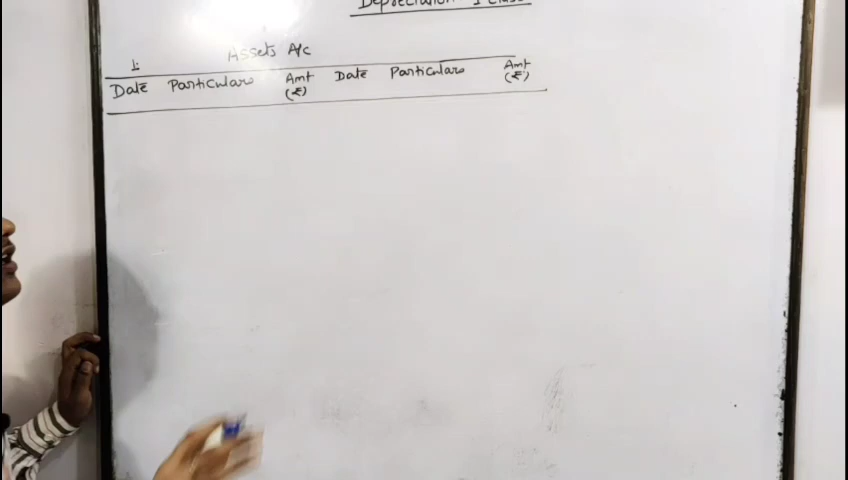 Depreciation I Class
1:
Assets A/c
Date Particulars Amt (₹) Date Particulars Amt (₹)